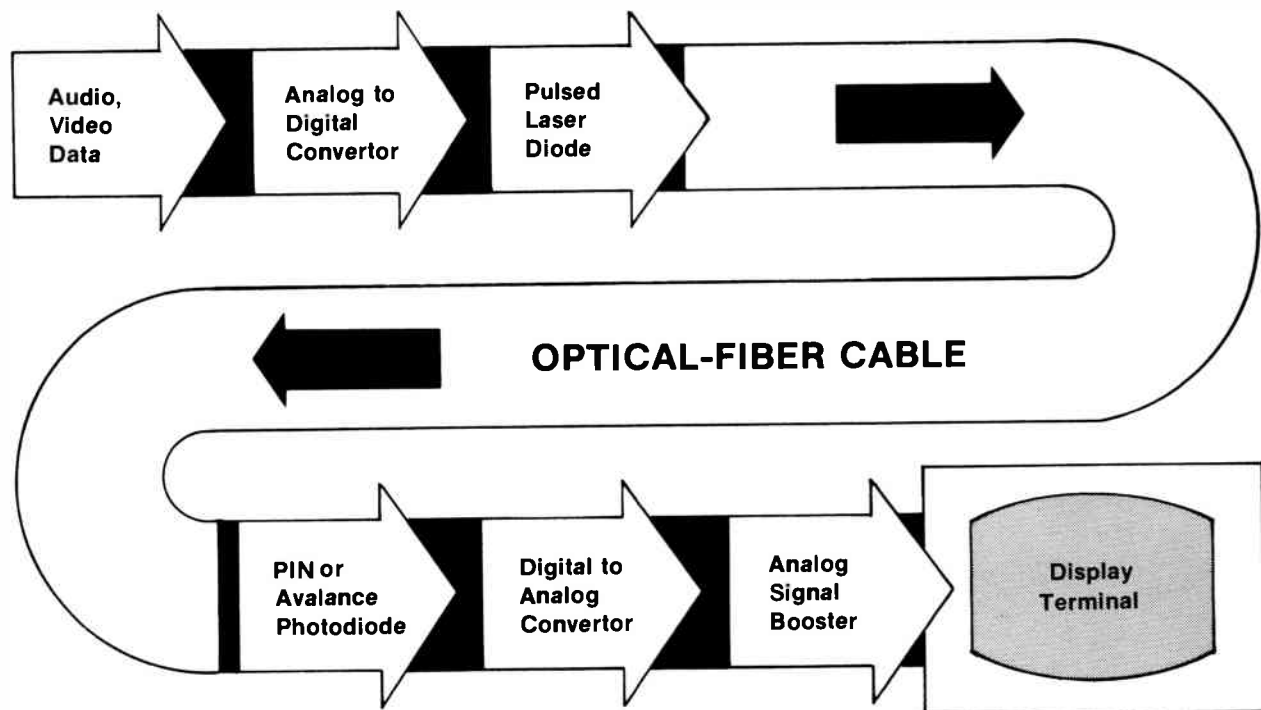 Audio,
Video
Data
Analog to
Digital
Convertor
Pulsed
Laser
Diode
OPTICAL-FIBER CABLE
PIN or
Avalance
Photodiode
Digital to
Analog
Convertor
Analog
Signal
Booster
Display
Terminal